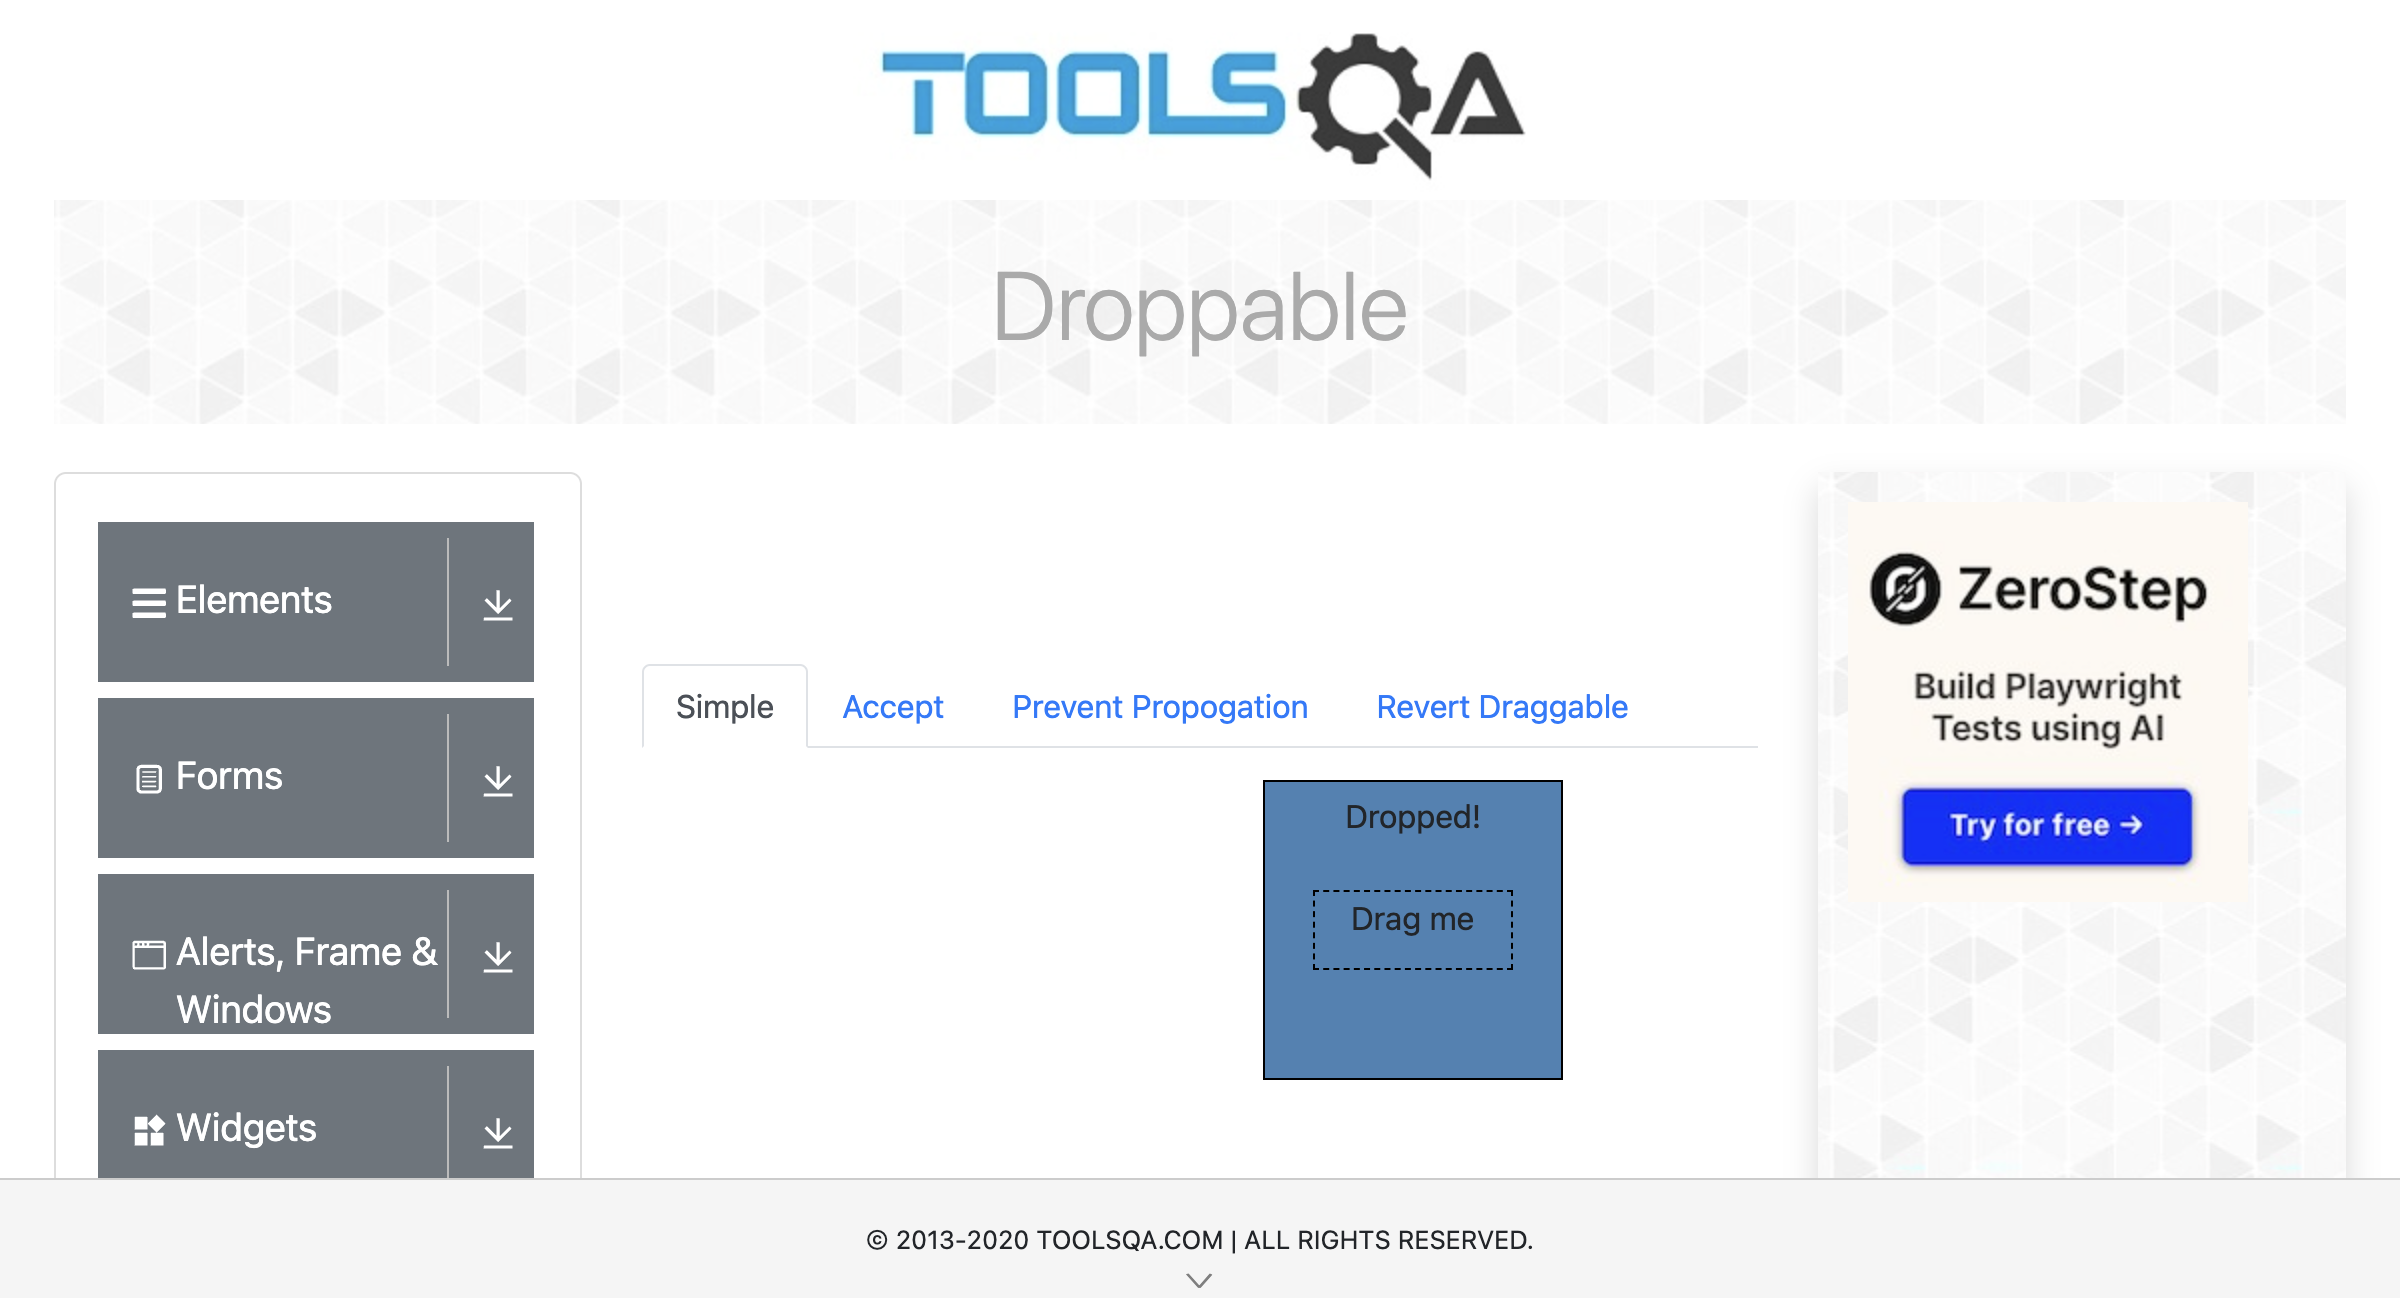 TOOLSQA
Droppable
Elements
Forms
Alerts, Frame &
Windows
Widgets
Simple
Accept
Prevent Propogation
Revert Draggable
Dropped!
Drag me
ZeroStep
Build Playwright
Tests using AI
Try for free →
© 2013-2020 TOOLSQA.COM | ALL RIGHTS RESERVED.